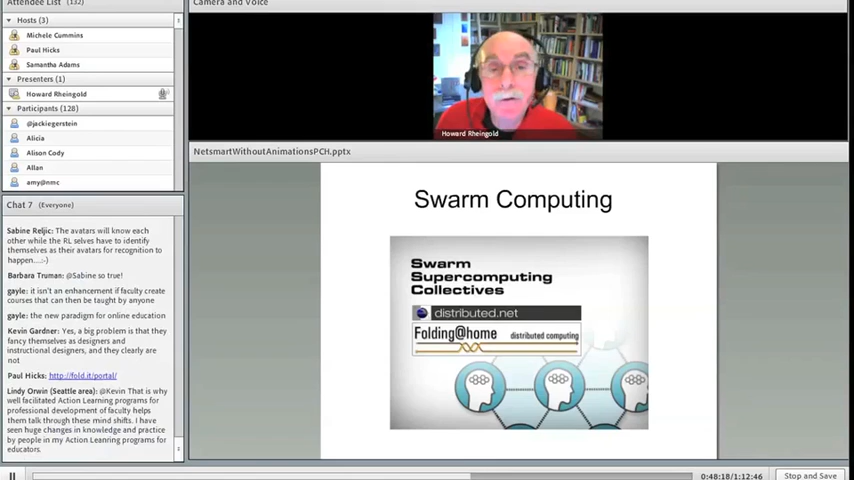 Attendee List (132)
Hosts (3)
Michele Cummins
Paul Hicks
Samantha Adams
Presenters (1)
Howard Rheingold
Participants (128)
@jackiegerstein
Alicia
Alison Cody
Allan
amy@nmc
Chat 7 (Everyone)
Sabine Reljic: The avatars will know each
other while the RL selves have to identify
themselves as their avatars for recognition to
happen....:-)
Barbara Truman: @Sabine so true!
gayle: it isn't an enhancement if faculty create
courses that can then be taught by anyone
gayle: the new paradigm for online education
Kevin Gardner: Yes, a big problem is that they
fancy themselves as designers and
instructional designers, and they clearly are
not
Paul Hicks: http://fold.it/portal/
Lindy Orwin (Seattle area): @Kevin That is why
well facilitated Action Learning programs for
professional development of faculty helps
them talk through these mind shifts. I have
seen huge changes in knowledge and practice
by people in my Action Leanring programs for
educators.
Camera and Voice
Howard Rheingold
NetsmartWithoutAnimationsPCH.pptx
Swarm Computing
Swarm
Supercomputing
Collectives
distributed.net
Folding@home distributed computing
0:48:18/1:12:46
Stop and Save